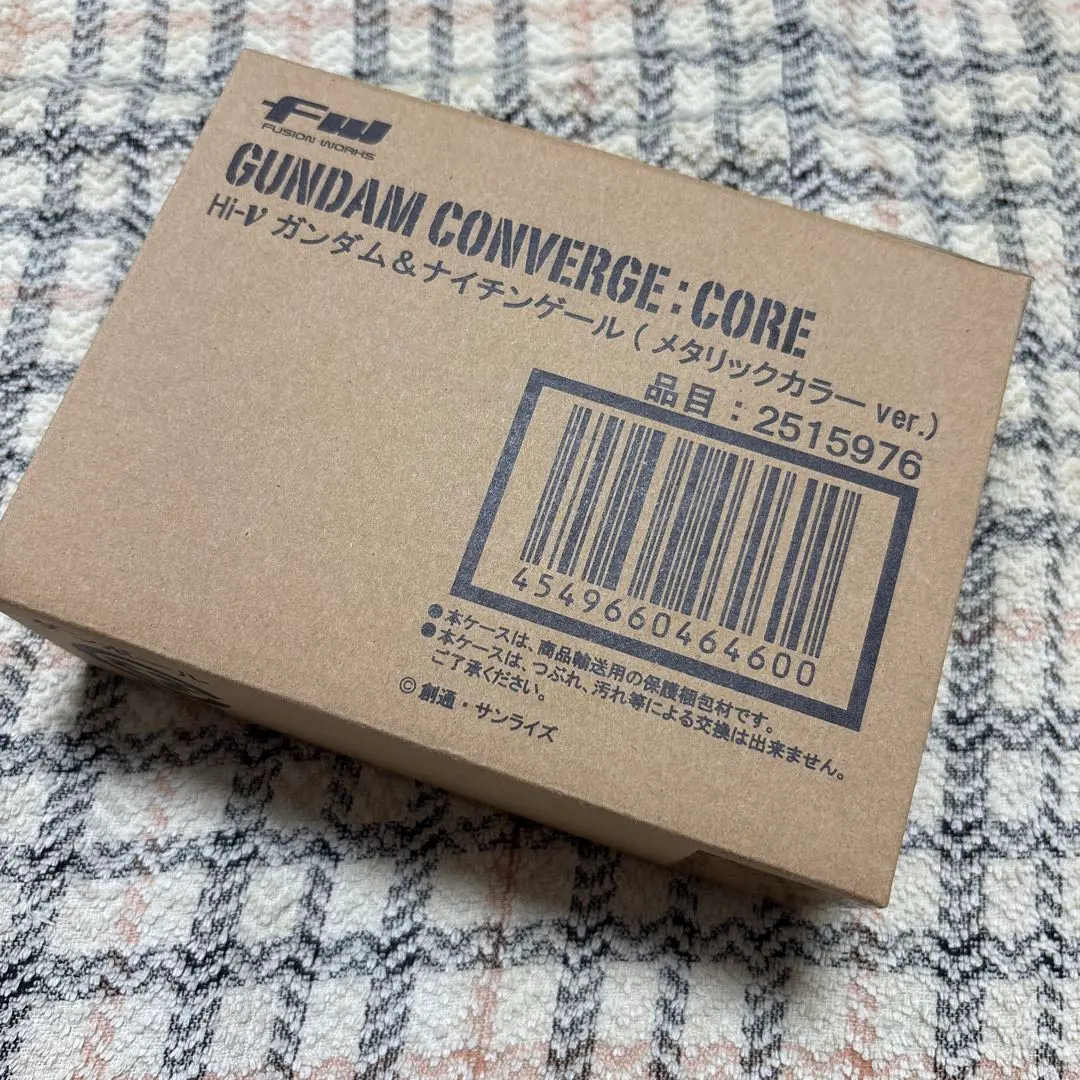 FW
FUSION WORKS
GUNDAM CONVERGE:CORE
Hi-ν ガンダム&ナイチンゲール(メタリックカラー ver.)
品目:2515976
4549660464600
●本ケースは、商品輸送用の保護梱包材です。
●本ケースは、つぶれ、汚れ等による交換は出来ません。
ご了承ください。
© 創通・サンライズ